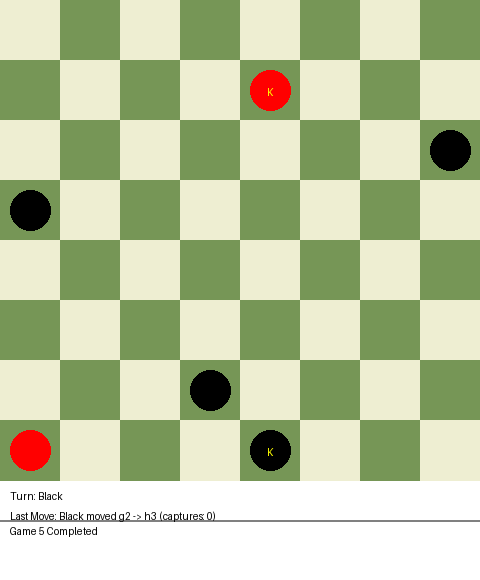 K
K
Turn: Black
Last Move: Black moved g2 -> h3 (captures: 0)
Game 5 Completed